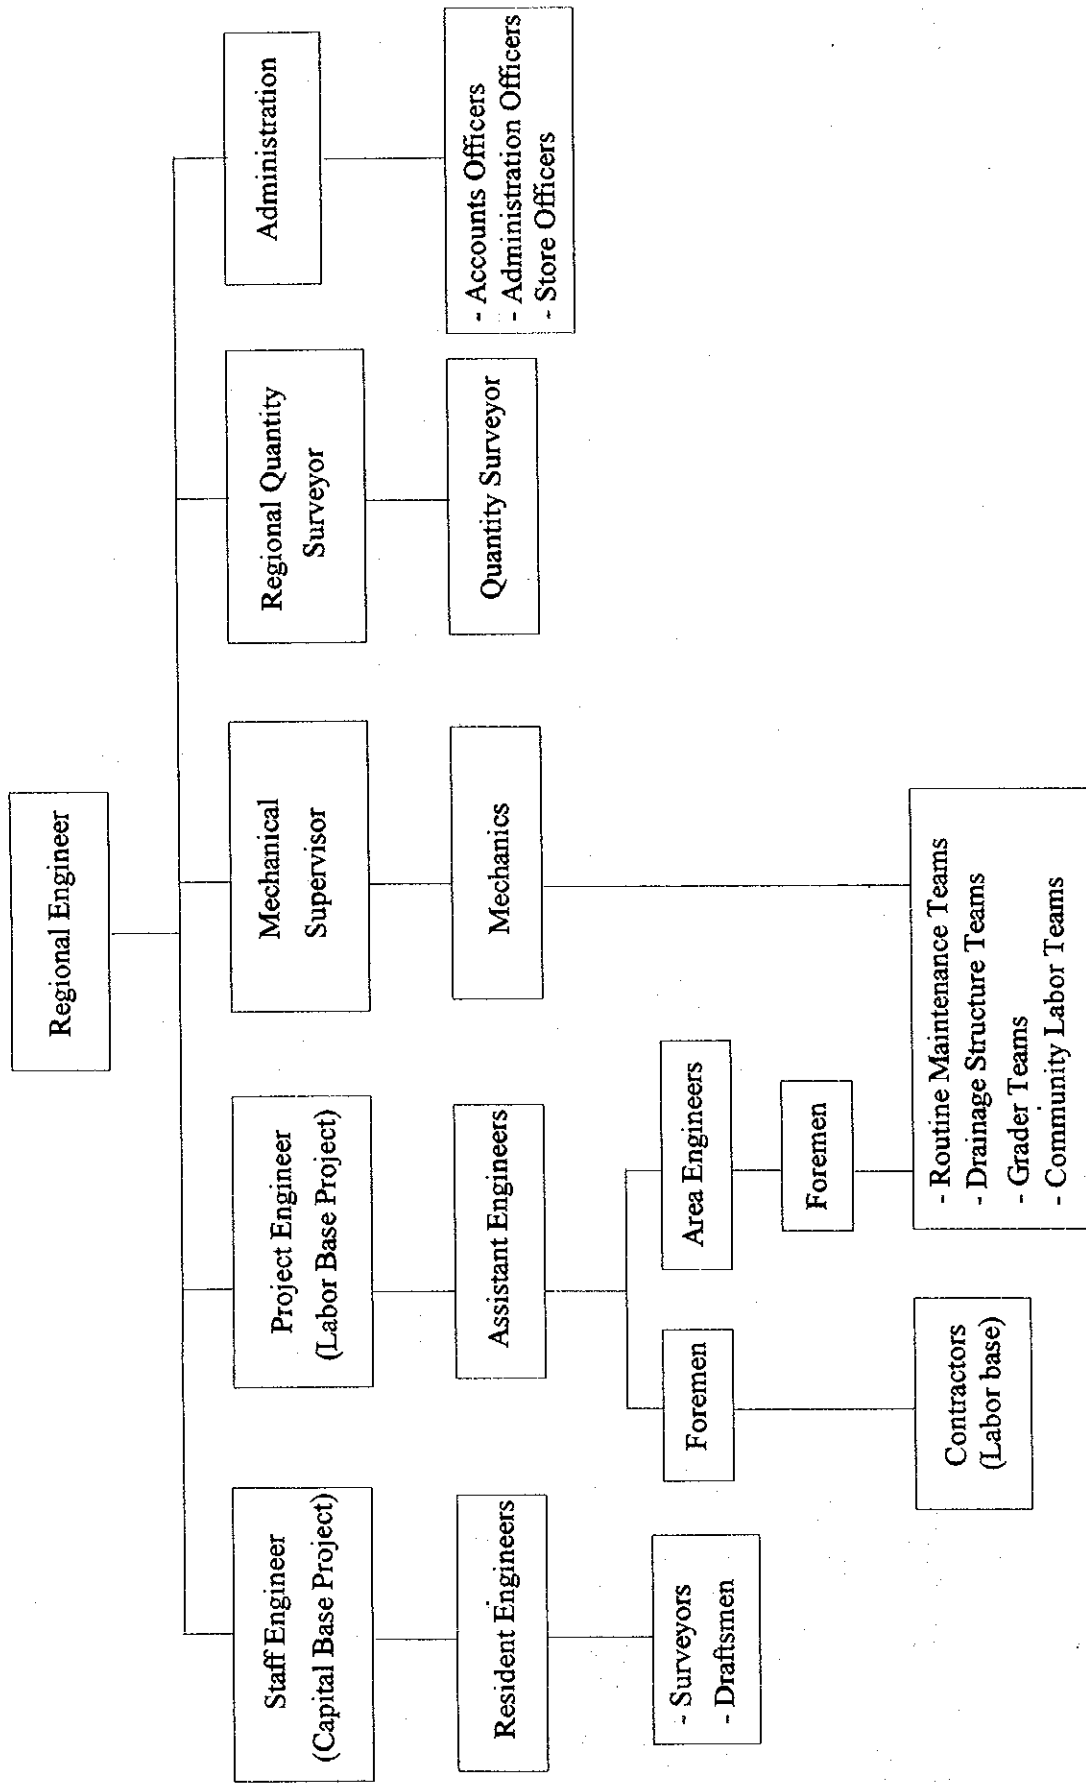 Regional Engineer
Staff Engineer
(Capital Base Project)
Project Engineer
(Labor Base Project)
Mechanical
Supervisor
Regional Quantity
Surveyor
Administration
Resident Engineers
Assistant Engineers
Mechanics
Quantity Surveyor
- Accounts Officers
- Administration Officers
- Store Officers
- Surveyors
- Draftsmen
Foremen
Area Engineers
Foremen
Contractors
(Labor base)
- Routine Maintenance Teams
- Drainage Structure Teams
- Grader Teams
- Community Labor Teams